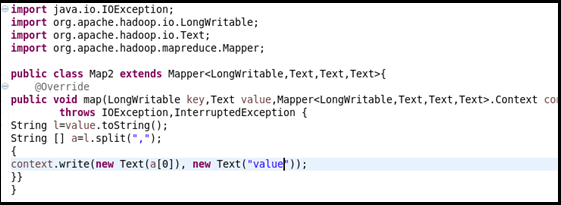 import java.io.IOException;
import org.apache.hadoop.io.LongWritable;
import org.apache.hadoop.io.Text;
import org.apache.hadoop.mapreduce.Mapper;
public class Map2 extends Mapper<LongWritable,Text,Text,Text>{
@Override
public void map(LongWritable key,Text value,Mapper<LongWritable,Text,Text,Text>.Context co
throws IOException,InterruptedException {
String l=value.toString();
String [] a=l.split(",");
{
context.write(new Text(a[0]), new Text("value"));
}}
}